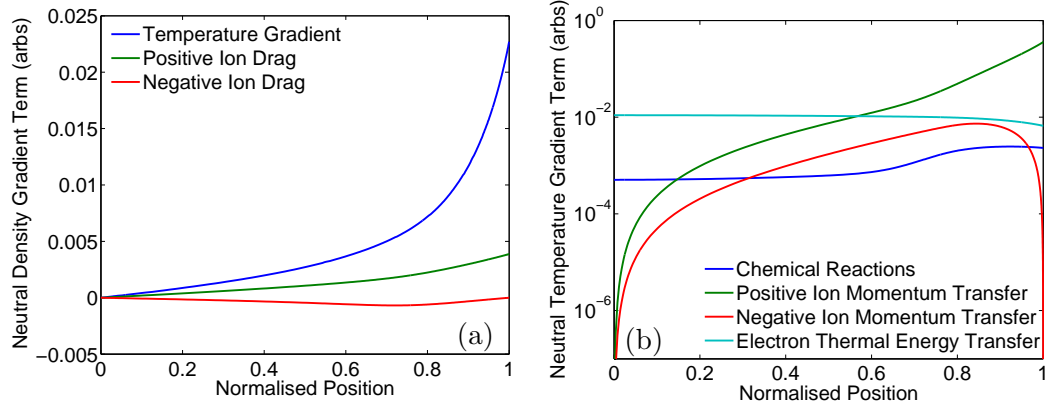 Neutral Density Gradient Term (arbs)
0.025
0.02
0.015
0.01
0.005
0
−0.005
Temperature Gradient
Positive Ion Drag
Negative Ion Drag
(a)
0 0.2 0.4 0.6 0.8 1
Normalised Position
Neutral Temperature Gradient Term (arbs)
10^0
10^−2
10^−4
10^−6
Chemical Reactions
Positive Ion Momentum Transfer
Negative Ion Momentum Transfer
Electron Thermal Energy Transfer
(b)
0 0.2 0.4 0.6 0.8 1
Normalised Position